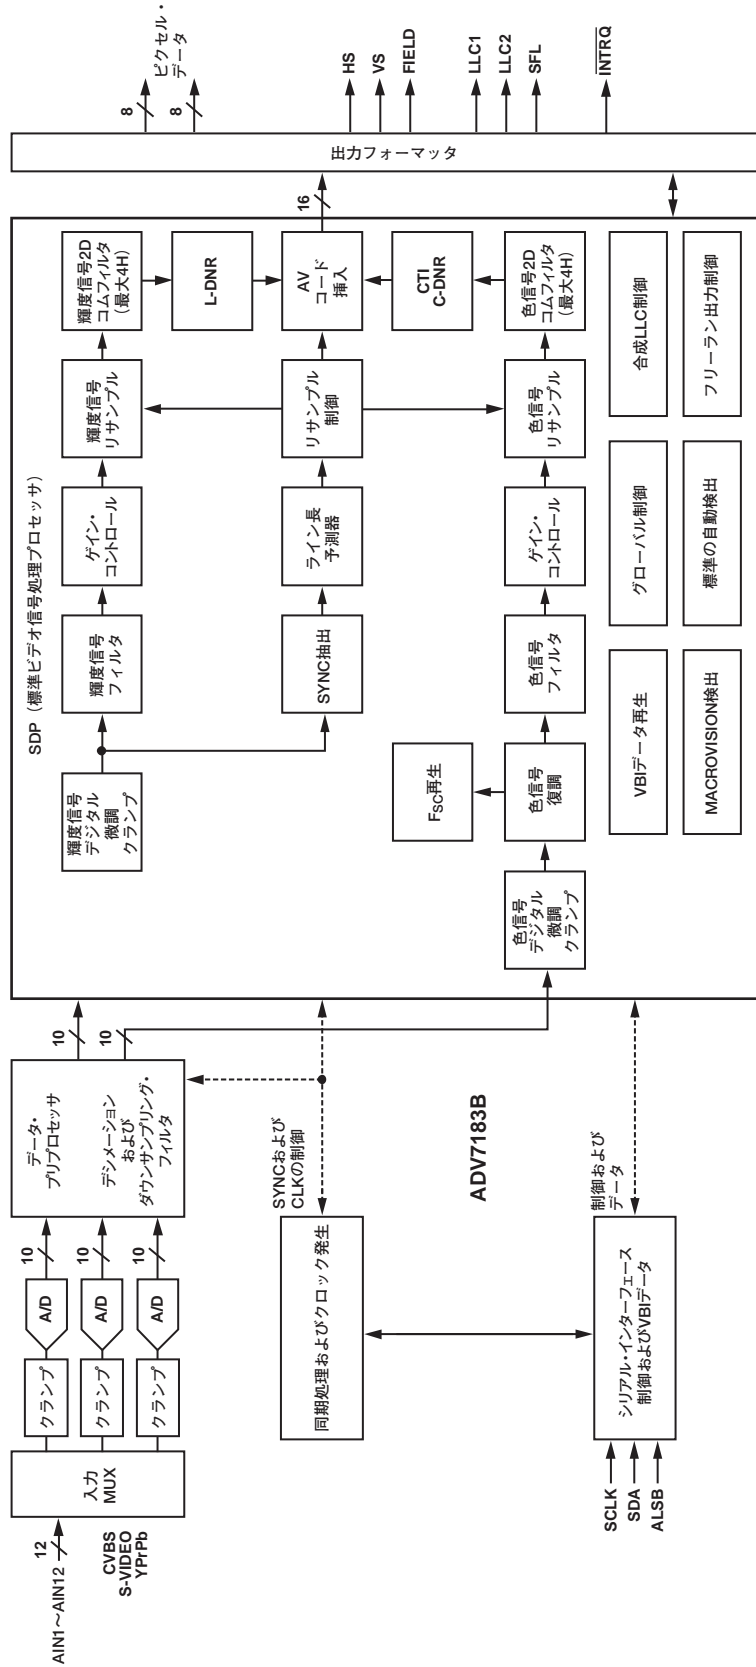 AIN1～AIN12
12
CVBS
S-VIDEO
YPrPb
入力
MUX
クランプ
クランプ
クランプ
A/D
A/D
A/D
10
10
10
データ・
プリプロセッサ
デシメーション
および
ダウンサンプリング・
フィルタ
10
10
SDP（標準ビデオ信号処理プロセッサ）
輝度信号
デジタル
微調
クランプ
輝度信号
フィルタ
ゲイン・
コントロール
輝度信号
リサンプル
輝度信号2D
コムフィルタ
(最大4H)
L-DNR
SYNC抽出
ライン長
予測器
リサンプル
制御
AV
コード
挿入
16
FSC再生
CTI
C-DNR
色信号
デジタル
微調
クランプ
色信号
復調
色信号
フィルタ
ゲイン・
コントロール
色信号
リサンプル
色信号2D
コムフィルタ
(最大4H)
VBIデータ再生
グローバル制御
合成LLC制御
MACROVISION検出
標準の自動検出
フリーラン出力制御
出力フォーマッタ
8
8
ピクセル・
データ
HS
VS
FIELD
LLC1
LLC2
SFL
INTRQ
同期処理およびクロック発生
SYNCおよび
CLKの制御
ADV7183B
SCLK
SDA
ALSB
シリアル・インターフェース
制御およびVBIデータ
制御および
データ